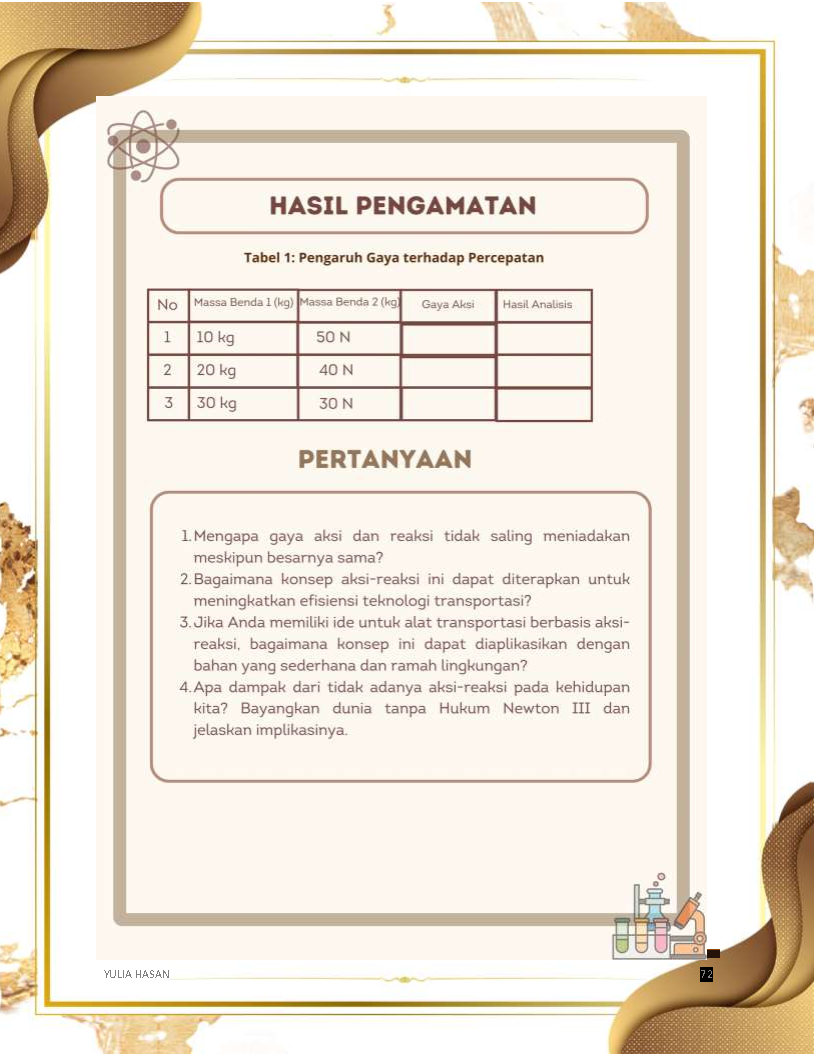 HASIL PENGAMATAN
Tabel 1: Pengaruh Gaya terhadap Percepatan
No Massa Benda 1 (kg) Massa Benda 2 (kg) Gaya Aksi Hasil Analisis
1 10 kg 50 N
2 20 kg 40 N
3 30 kg 30 N
PERTANYAAN
1. Mengapa gaya aksi dan reaksi tidak saling meniadakan
meskipun besarnya sama?
2. Bagaimana konsep aksi-reaksi ini dapat diterapkan untuk
meningkatkan efisiensi teknologi transportasi?
3. Jika Anda memiliki ide untuk alat transportasi berbasis aksi-
reaksi, bagaimana konsep ini dapat diaplikasikan dengan
bahan yang sederhana dan ramah lingkungan?
4. Apa dampak dari tidak adanya aksi-reaksi pada kehidupan
kita? Bayangkan dunia tanpa Hukum Newton III dan
jelaskan implikasinya.
YULIA HASAN
72